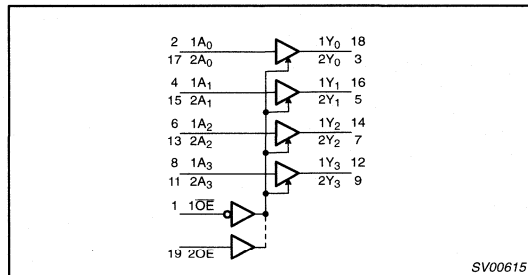 2 1A0 1Y0 18
17 2A0 2Y0 3
4 1A1 1Y1 16
15 2A1 2Y1 5
6 1A2 1Y2 14
13 2A2 2Y2 7
8 1A3 1Y3 12
11 2A3 2Y3 9
1 1O̅E̅
19 2OE
SV00615